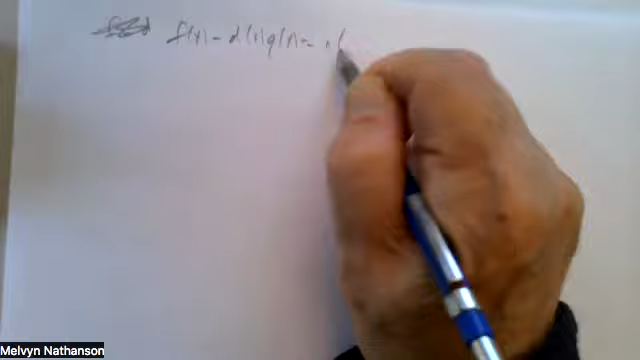 f(x) - d(x)q(x) = r(
Melvyn Nathanson